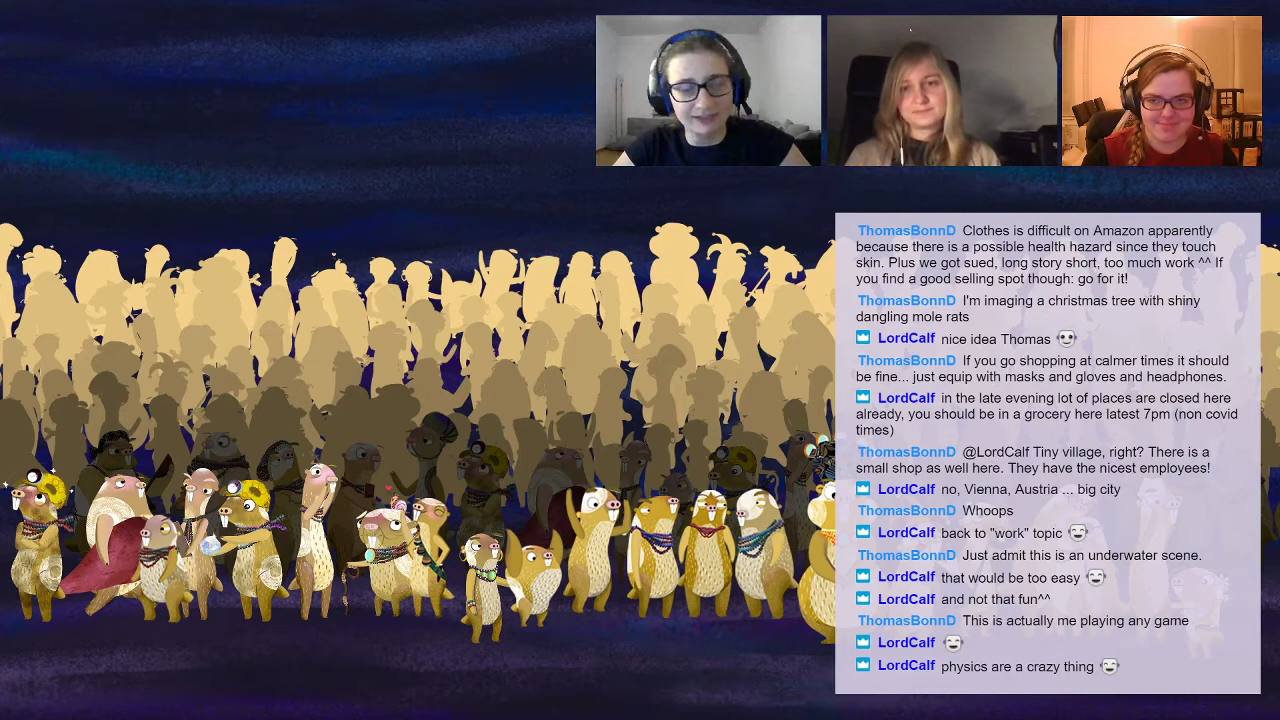 ThomasBonnD Clothes is difficult on Amazon apparently
because there is a possible health hazard since they touch
skin. Plus we got sued, long story short, too much work ^^ If
you find a good selling spot though: go for it!
ThomasBonnD I'm imaging a christmas tree with shiny
dangling mole rats
LordCalf nice idea Thomas
ThomasBonnD If you go shopping at calmer times it should
be fine... just equip with masks and gloves and headphones.
LordCalf in the late evening lot of places are closed here
already, you should be in a grocery here latest 7pm (non covid
times)
ThomasBonnD @LordCalf Tiny village, right? There is a
small shop as well here. They have the nicest employees!
LordCalf no, Vienna, Austria ... big city
ThomasBonnD Whoops
LordCalf back to "work" topic
ThomasBonnD Just admit this is an underwater scene.
LordCalf that would be too easy
LordCalf and not that fun^^
ThomasBonnD This is actually me playing any game
LordCalf
LordCalf physics are a crazy thing